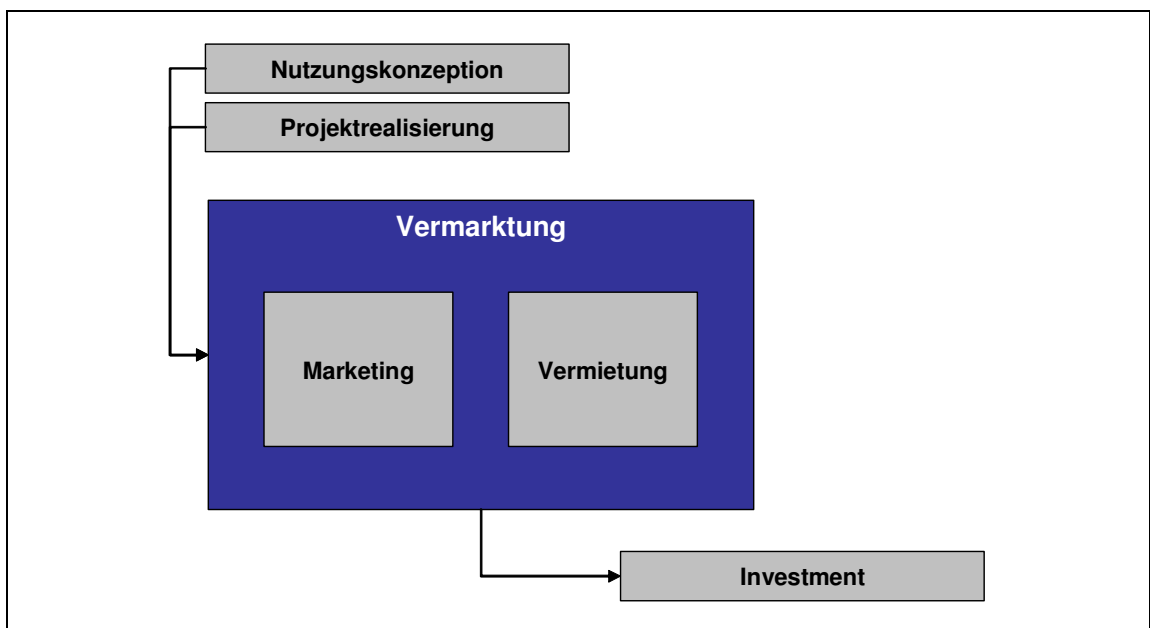 Nutzungskonzeption
Projektrealisierung
Vermarktung
Marketing
Vermietung
Investment